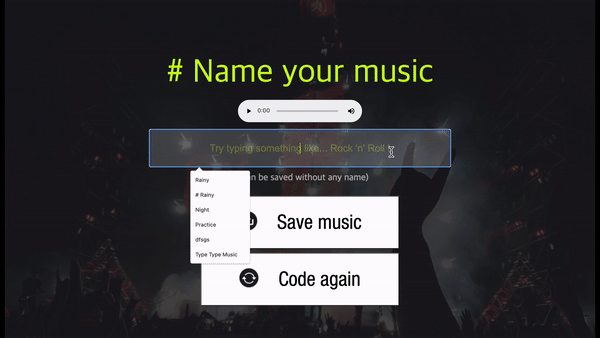 # Name your music
0:00
Try typing something like... Rock 'n' Roll
n be saved without any name)
Rainy
# Rainy
Night
Practice
dfsgs
Type Type Music
Save music
Code again